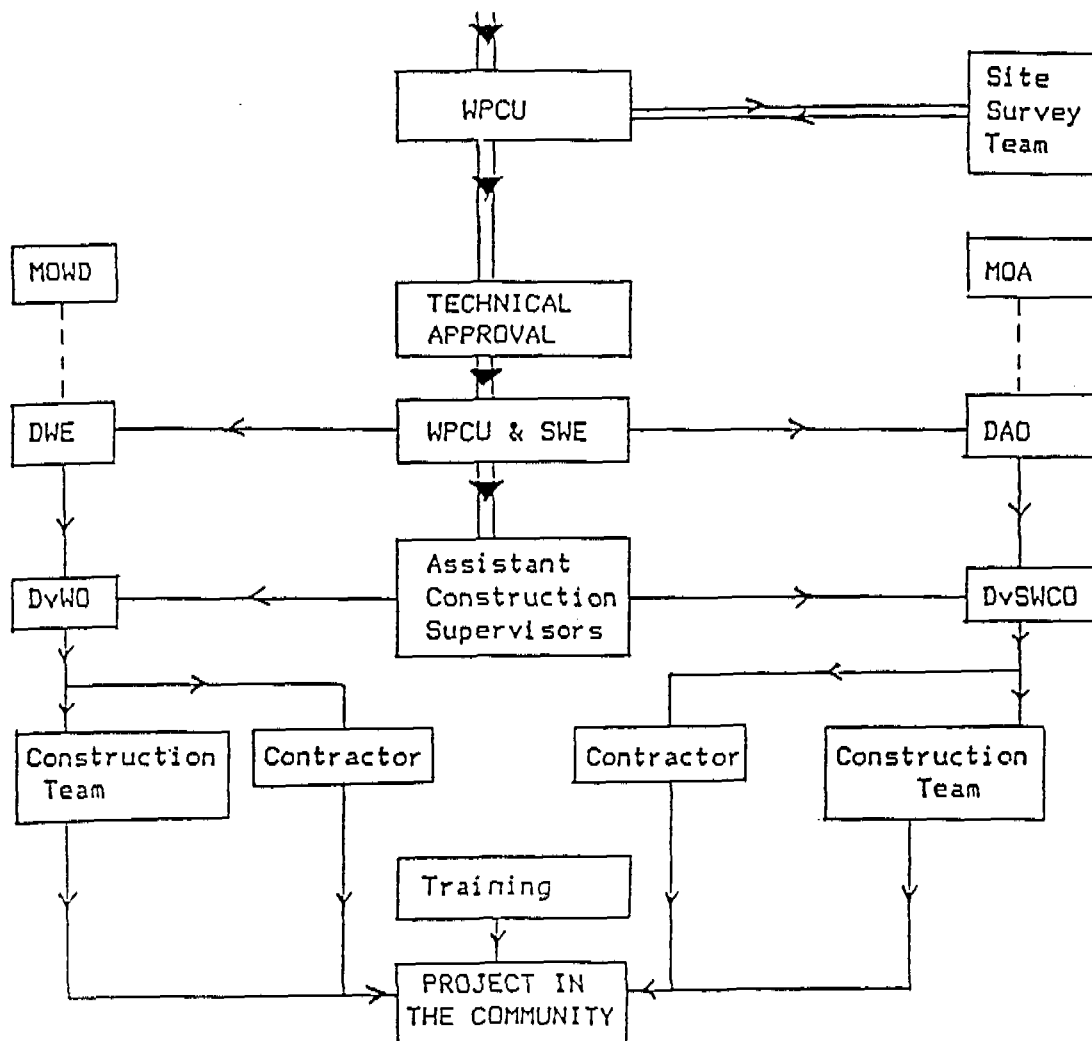 WPCU
Site
Survey
Team
MOWD
MOA
TECHNICAL
APPROVAL
DWE
WPCU & SWE
DAO
DvWO
Assistant
Construction
Supervisors
DvSWCO
Construction
Team
Contractor
Contractor
Construction
Team
Training
PROJECT IN
THE COMMUNITY